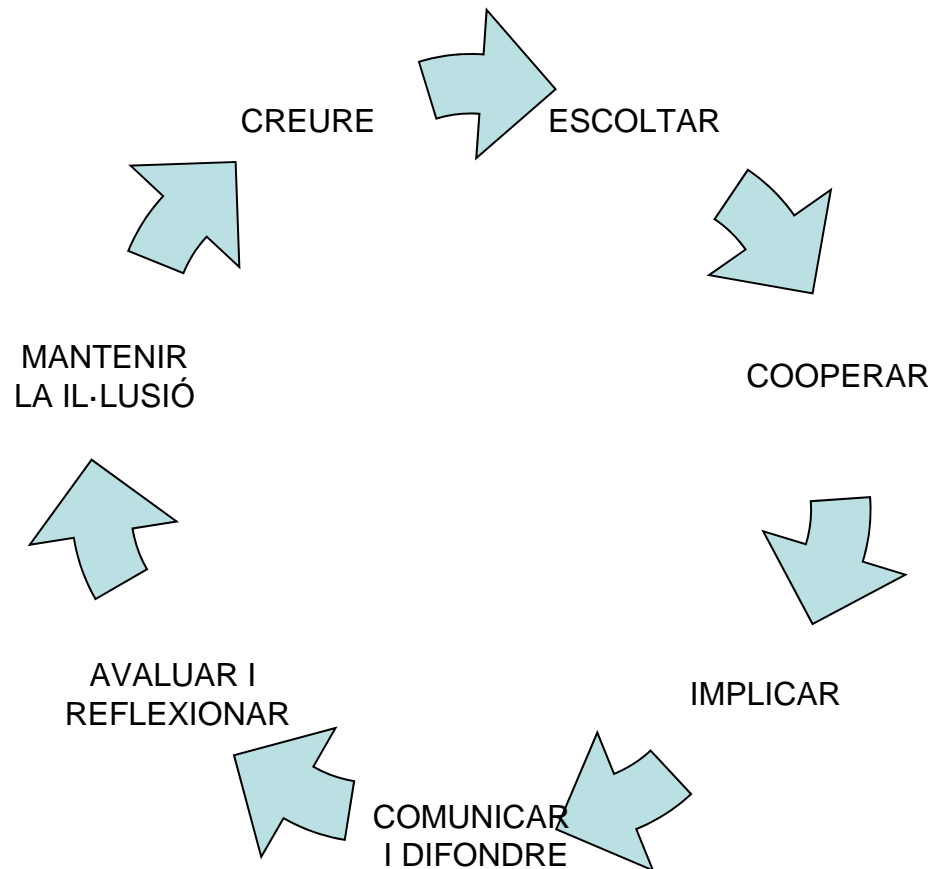 CREURE
ESCOLTAR
COOPERAR
IMPLICAR
COMUNICAR
I DIFONDRE
AVALUAR I
REFLEXIONAR
MANTENIR
LA IL·LUSIÓ